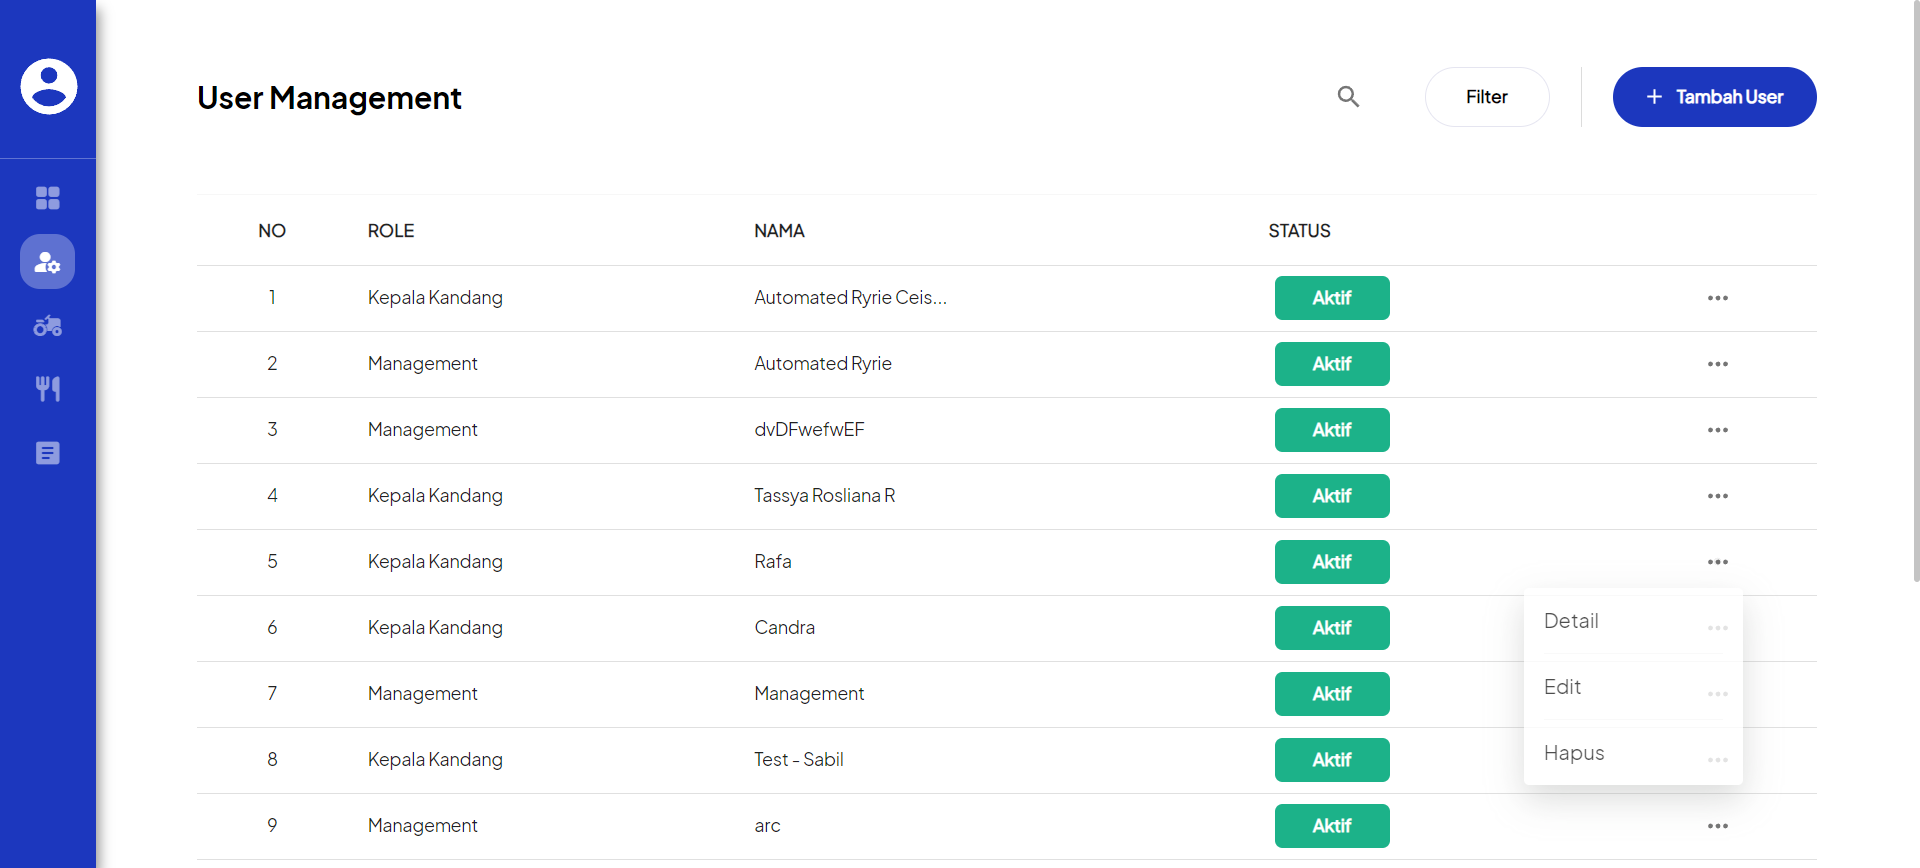 User Management
Filter
+ Tambah User
NO ROLE NAMA STATUS
1 Kepala Kandang Automated Ryrie Ceis... Aktif
2 Management Automated Ryrie Aktif
3 Management dvDFwefwEF Aktif
4 Kepala Kandang Tassya Rosliana R Aktif
5 Kepala Kandang Rafa Aktif
6 Kepala Kandang Candra Aktif
Detail
7 Management Management Aktif
Edit
8 Kepala Kandang Test - Sabil Aktif
Hapus
9 Management arc Aktif